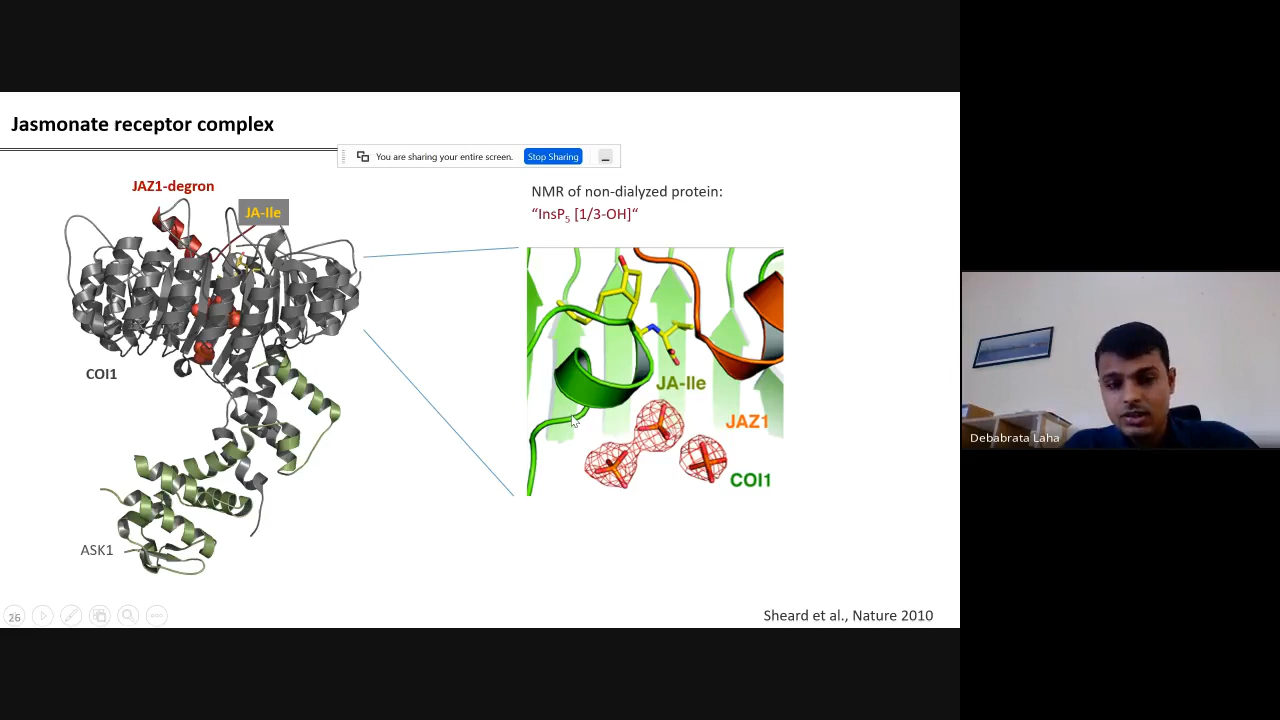 Jasmonate receptor complex
You are sharing your entire screen.
Stop Sharing
JAZ1-degron
JA-Ile
NMR of non-dialyzed protein:
“InsP5 [1/3-OH]“
COI1
JA-Ile
JAZ1
COI1
ASK1
26
Sheard et al., Nature 2010
Debabrata Laha